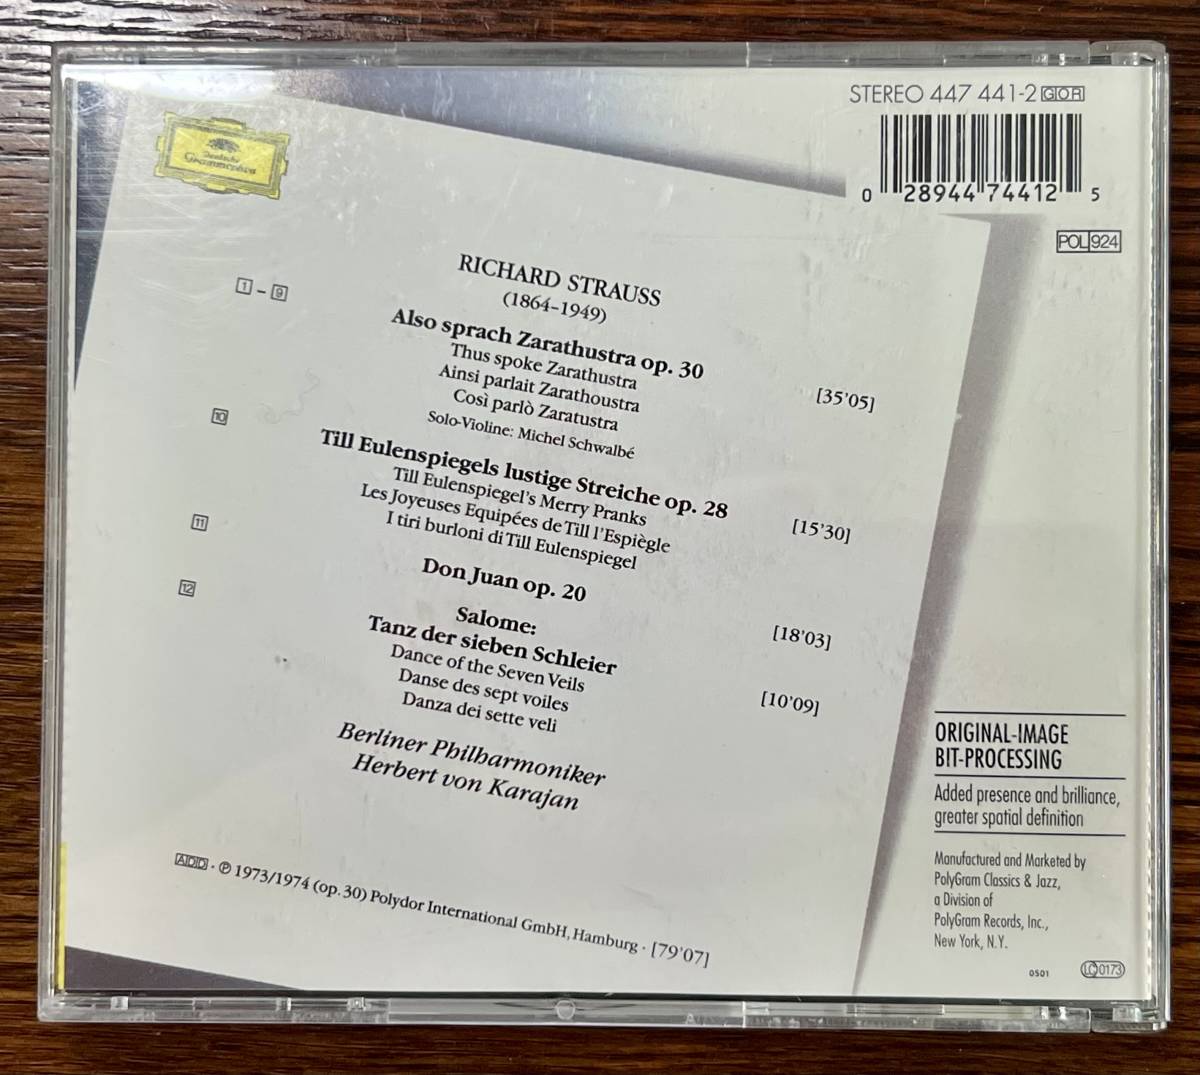 STEREO 447 441-2 GOR
0 28944 74412 5
POL 924
Deutsche
Grammophon
RICHARD STRAUSS
(1864–1949)
1 – 9
Also sprach Zarathustra op. 30 [35'05]
Thus spoke Zarathustra
Ainsi parlait Zarathoustra
Così parlò Zaratustra
Solo-Violine: Michel Schwalbé
10
Till Eulenspiegels lustige Streiche op. 28 [15'30]
Till Eulenspiegel's Merry Pranks
Les Joyeuses Equipées de Till l'Espiègle
I tiri burloni di Till Eulenspiegel
11
Don Juan op. 20 [18'03]
12
Salome:
Tanz der sieben Schleier [10'09]
Dance of the Seven Veils
Danse des sept voiles
Danza dei sette veli
Berliner Philharmoniker
Herbert von Karajan
ADD · ℗ 1973/1974 (op. 30) Polydor International GmbH, Hamburg · [79'07]
ORIGINAL-IMAGE
BIT-PROCESSING
Added presence and brilliance,
greater spatial definition
Manufactured and Marketed by
PolyGram Classics & Jazz,
a Division of
PolyGram Records, Inc.,
New York, N.Y.
0501
LC 0173